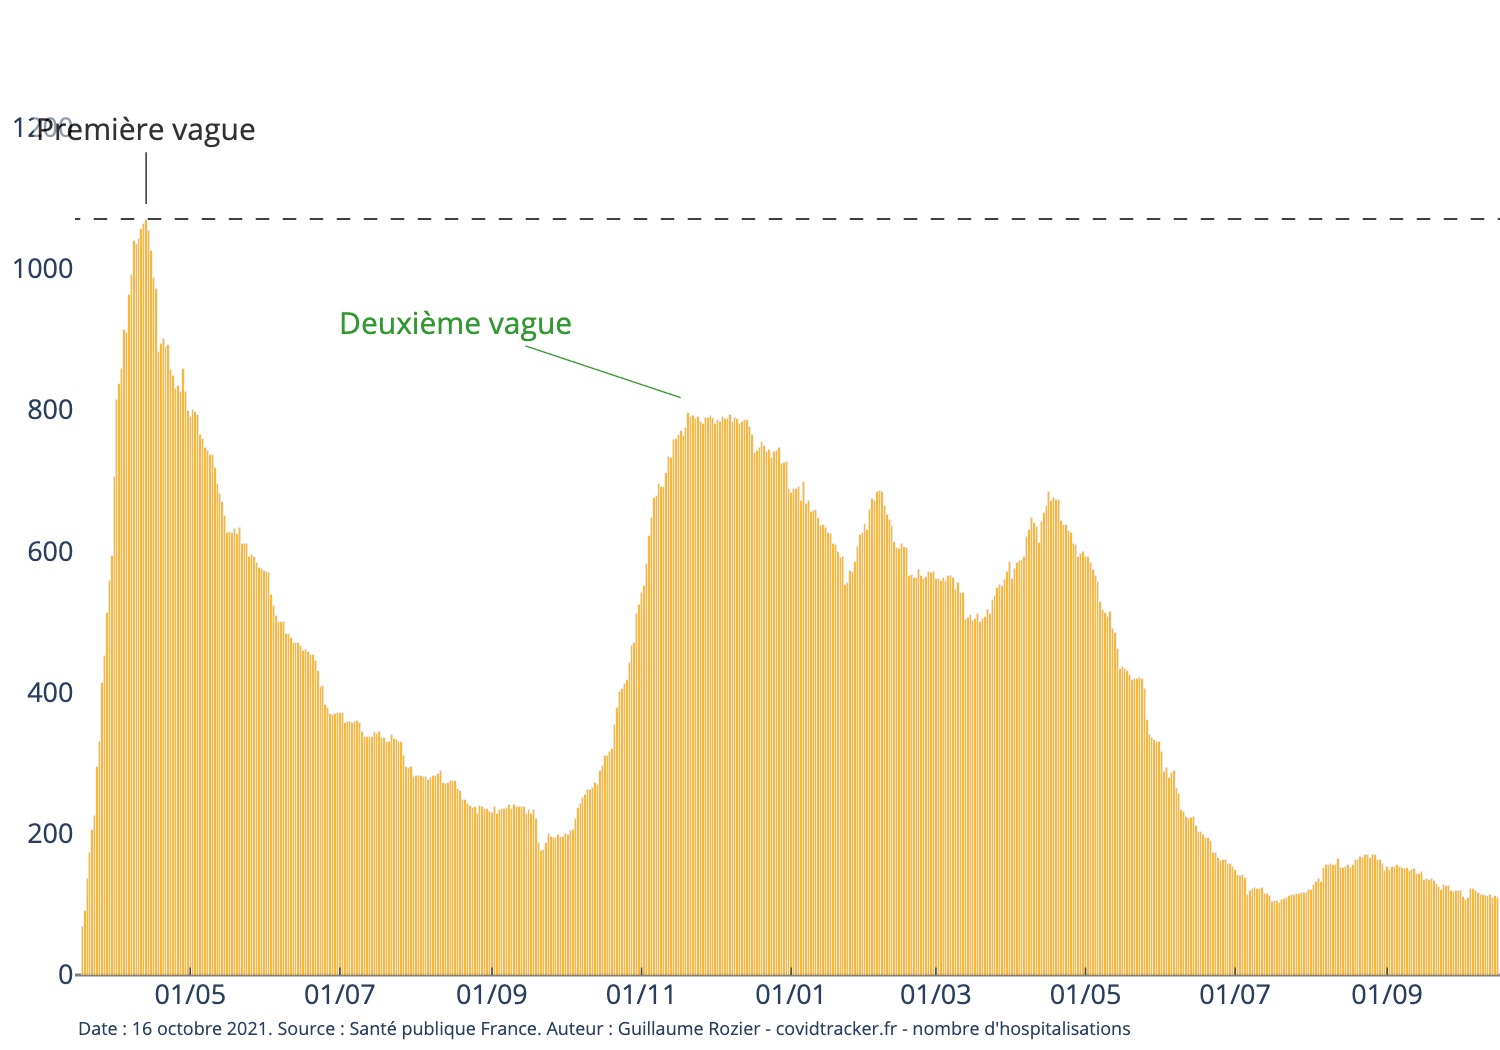 1200
Première vague
1000
Deuxième vague
800
600
400
200
0
01/05 01/07 01/09 01/11 01/01 01/03 01/05 01/07 01/09
Date : 16 octobre 2021. Source : Santé publique France. Auteur : Guillaume Rozier - covidtracker.fr - nombre d'hospitalisations